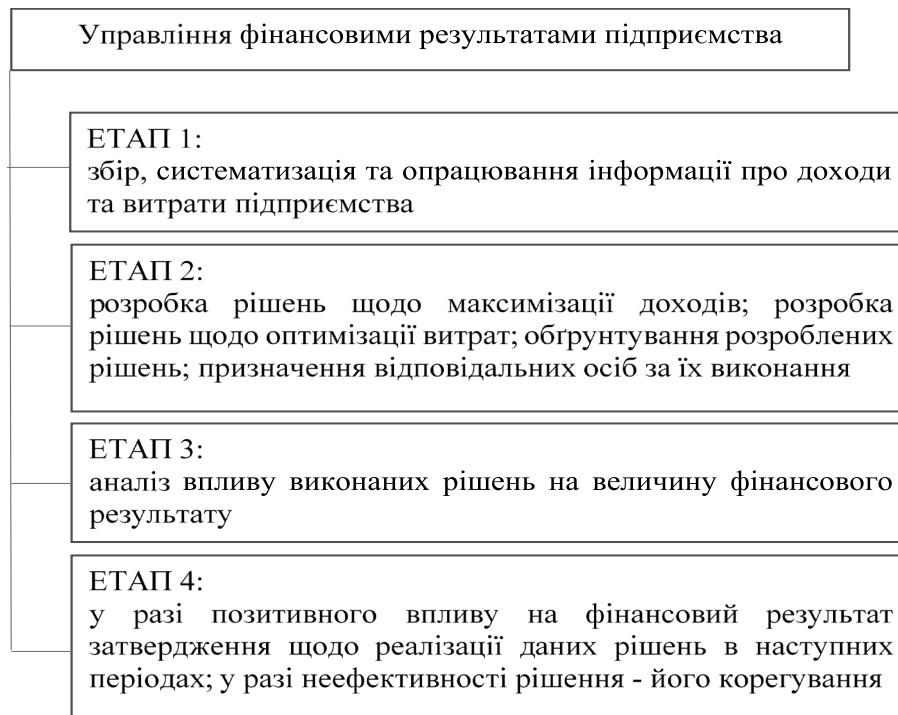 Управління фінансовими результатами підприємства
ЕТАП 1:
збір, систематизація та опрацювання інформації про доходи
та витрати підприємства
ЕТАП 2:
розробка рішень щодо максимізації доходів; розробка
рішень щодо оптимізації витрат; обґрунтування розроблених
рішень; призначення відповідальних осіб за їх виконання
ЕТАП 3:
аналіз впливу виконаних рішень на величину фінансового
результату
ЕТАП 4:
у разі позитивного впливу на фінансовий результат
затвердження щодо реалізації даних рішень в наступних
періодах; у разі неефективності рішення - його корегування